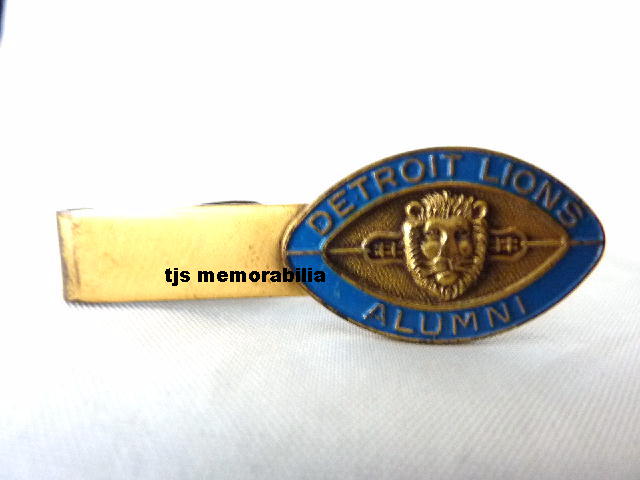 DETROIT LIONS
tjs memorabilia
ALUMNI